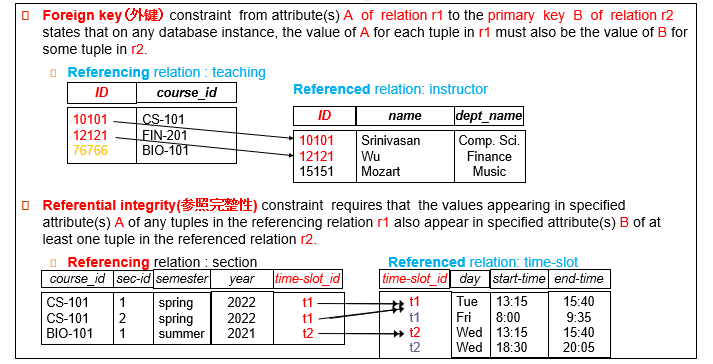 Foreign key(外键) constraint from attribute(s) A of relation r1 to the primary key B of relation r2
states that on any database instance, the value of A for each tuple in r1 must also be the value of B for
some tuple in r2.
Referencing relation : teaching
ID course_id
10101 CS-101
12121 FIN-201
76766 BIO-101
Referenced relation: instructor
ID name dept_name
10101 Srinivasan Comp. Sci.
12121 Wu Finance
15151 Mozart Music
Referential integrity(参照完整性) constraint requires that the values appearing in specified
attribute(s) A of any tuples in the referencing relation r1 also appear in specified attribute(s) B of at
least one tuple in the referenced relation r2.
Referencing relation : section
course_id sec-id semester year time-slot_id
CS-101 1 spring 2022 t1
CS-101 2 spring 2022 t1
BIO-101 1 summer 2021 t2
Referenced relation: time-slot
time-slot_id day start-time end-time
t1 Tue 13:15 15:40
t1 Fri 8:00 9:35
t2 Wed 13:15 15:40
t2 Wed 18:30 20:05